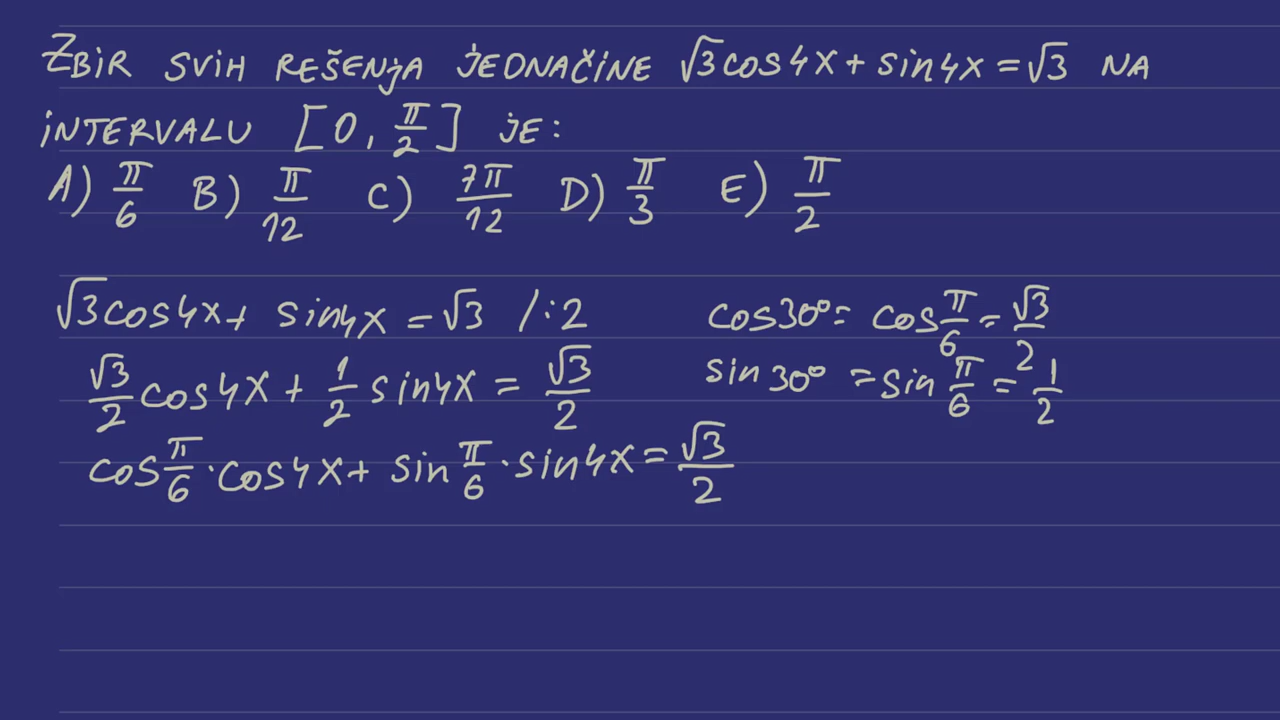 ZBIR SVIH REŠENJA JEDNAČINE √3cos4x + sin4x = √3 NA
INTERVALU [0, π/2] JE:
A) π/6 B) π/12 C) 7π/12 D) π/3 E) π/2
√3cos4x + sin4x = √3 /:2
cos30° = cos π/6 = √3/2
√3/2 cos4x + 1/2 sin4x = √3/2
sin30° = sin π/6 = 1/2
cos π/6 · cos4x + sin π/6 · sin4x = √3/2